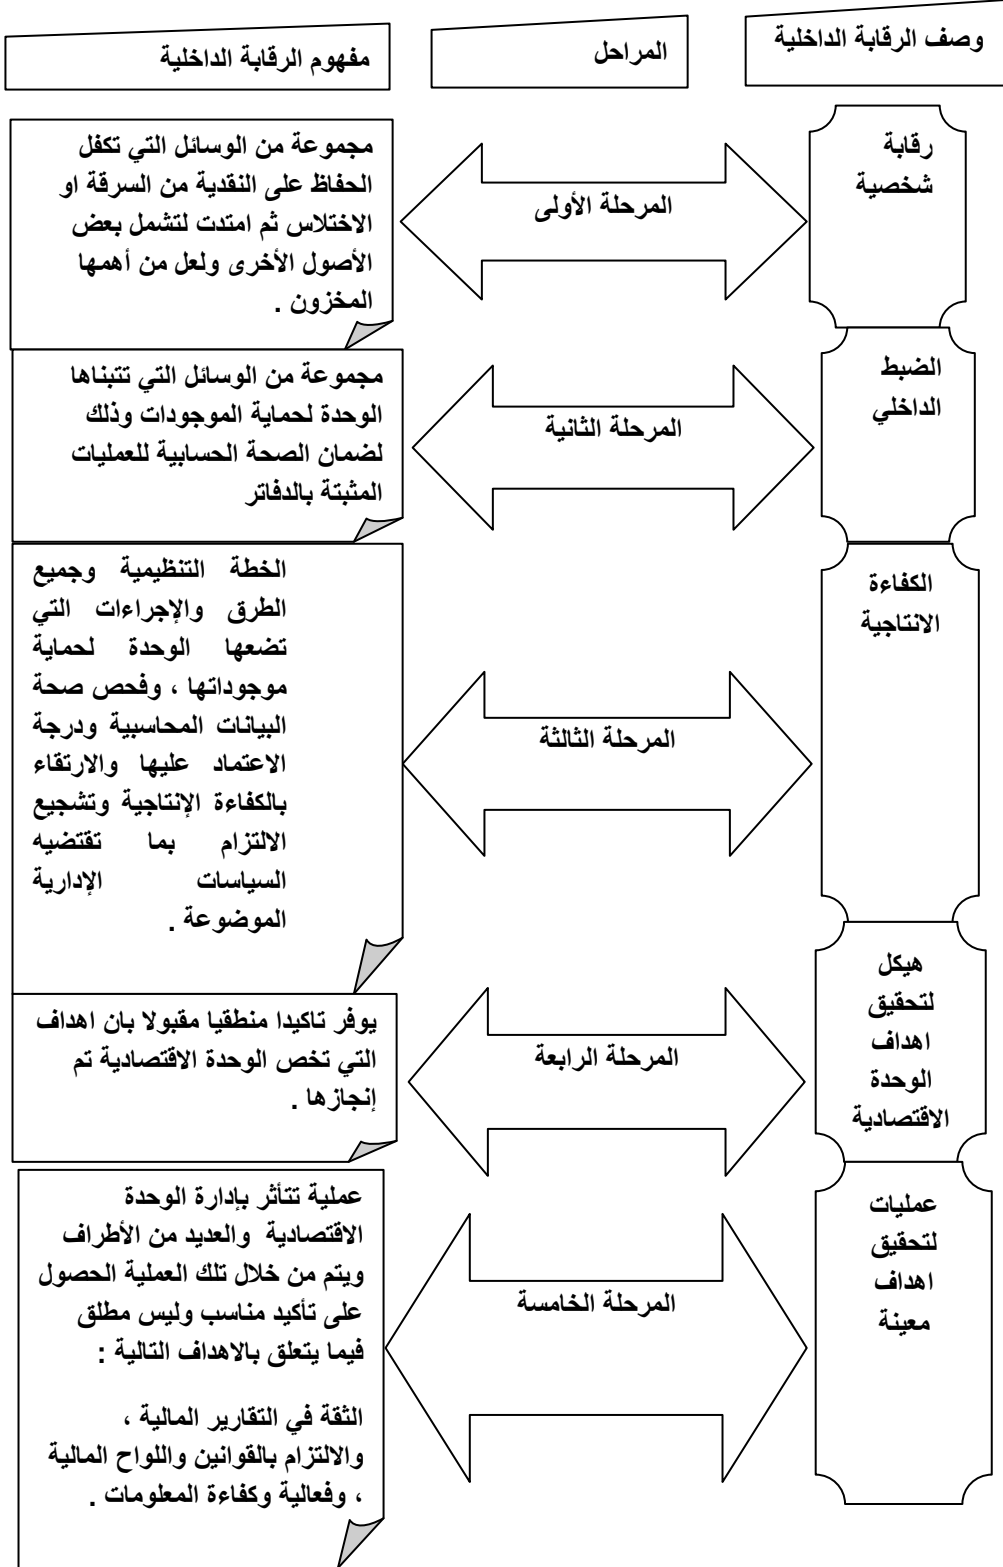 وصف الرقابة الداخلية
المراحل
مفهوم الرقابة الداخلية
رقابة
شخصية
المرحلة الأولى
مجموعة من الوسائل التي تكفل
الحفاظ على النقدية من السرقة او
الاختلاس ثم امتدت لتشمل بعض
الأصول الأخرى ولعل من أهمها
المخزون .
الضبط
الداخلي
المرحلة الثانية
مجموعة من الوسائل التي تتبناها
الوحدة لحماية الموجودات وذلك
لضمان الصحة الحسابية للعمليات
المثبتة بالدفاتر
الكفاءة
الانتاجية
المرحلة الثالثة
الخطة التنظيمية وجميع
الطرق والإجراءات التي
تضعها الوحدة لحماية
موجوداتها ، وفحص صحة
البيانات المحاسبية ودرجة
الاعتماد عليها والارتقاء
بالكفاءة الإنتاجية وتشجيع
الالتزام بما تقتضيه
السياسات الإدارية
الموضوعة .
هيكل
لتحقيق
اهداف
الوحدة
الاقتصادية
المرحلة الرابعة
يوفر تاكيدا منطقيا مقبولا بان اهداف
التي تخص الوحدة الاقتصادية تم
إنجازها .
عمليات
لتحقيق
اهداف
معينة
المرحلة الخامسة
عملية تتأثر بإدارة الوحدة
الاقتصادية والعديد من الأطراف
ويتم من خلال تلك العملية الحصول
على تأكيد مناسب وليس مطلق
فيما يتعلق بالاهداف التالية :
الثقة في التقارير المالية ،
والالتزام بالقوانين واللواح المالية
، وفعالية وكفاءة المعلومات .